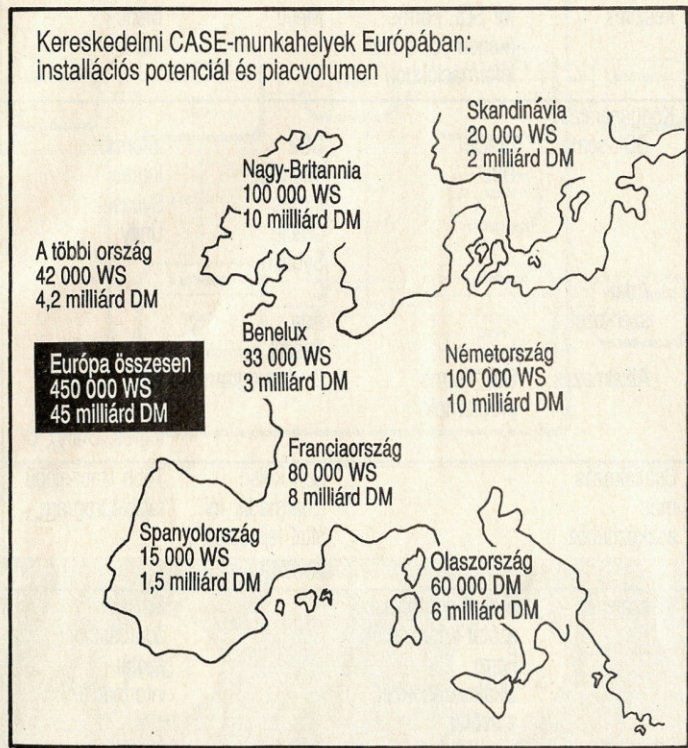 Kereskedelmi CASE-munkahelyek Európában:
installációs potenciál és piacvolumen
Skandinávia
20 000 WS
2 milliárd DM
Nagy-Britannia
100 000 WS
10 miilliárd DM
A többi ország
42 000 WS
4,2 milliárd DM
Benelux
33 000 WS
3 milliárd DM
Európa összesen
450 000 WS
45 milliárd DM
Németország
100 000 WS
10 milliárd DM
Franciaország
80 000 WS
8 milliárd DM
Spanyolország
15 000 WS
1,5 milliárd DM
Olaszország
60 000 DM
6 milliárd DM